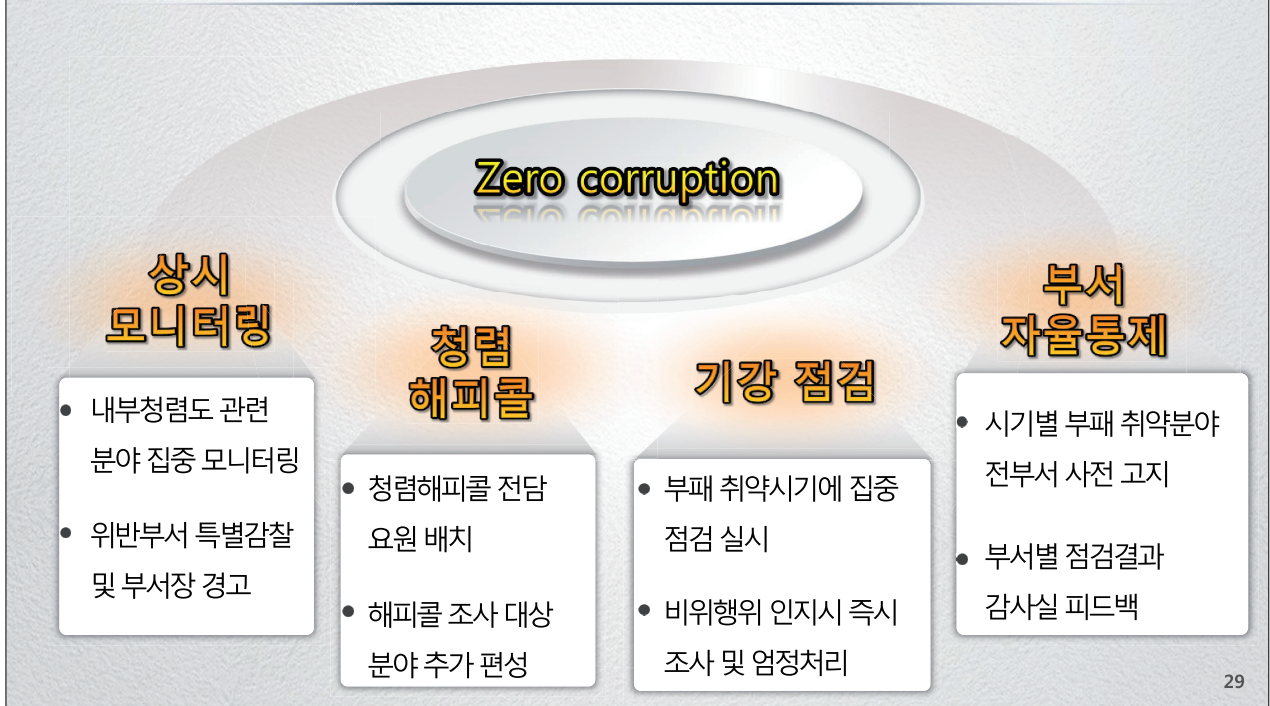 Zero corruption
상시
모니터링
내부청렴도 관련
분야 집중 모니터링
위반부서 특별감찰
및 부서장 경고
청렴
해피콜
청렴해피콜 전담
요원 배치
해피콜 조사 대상
분야 추가 편성
기강 점검
부패 취약시기에 집중
점검 실시
비위행위 인지시 즉시
조사 및 엄정처리
부서
자율통제
시기별 부패 취약분야
전부서 사전 고지
부서별 점검결과
감사실 피드백
29